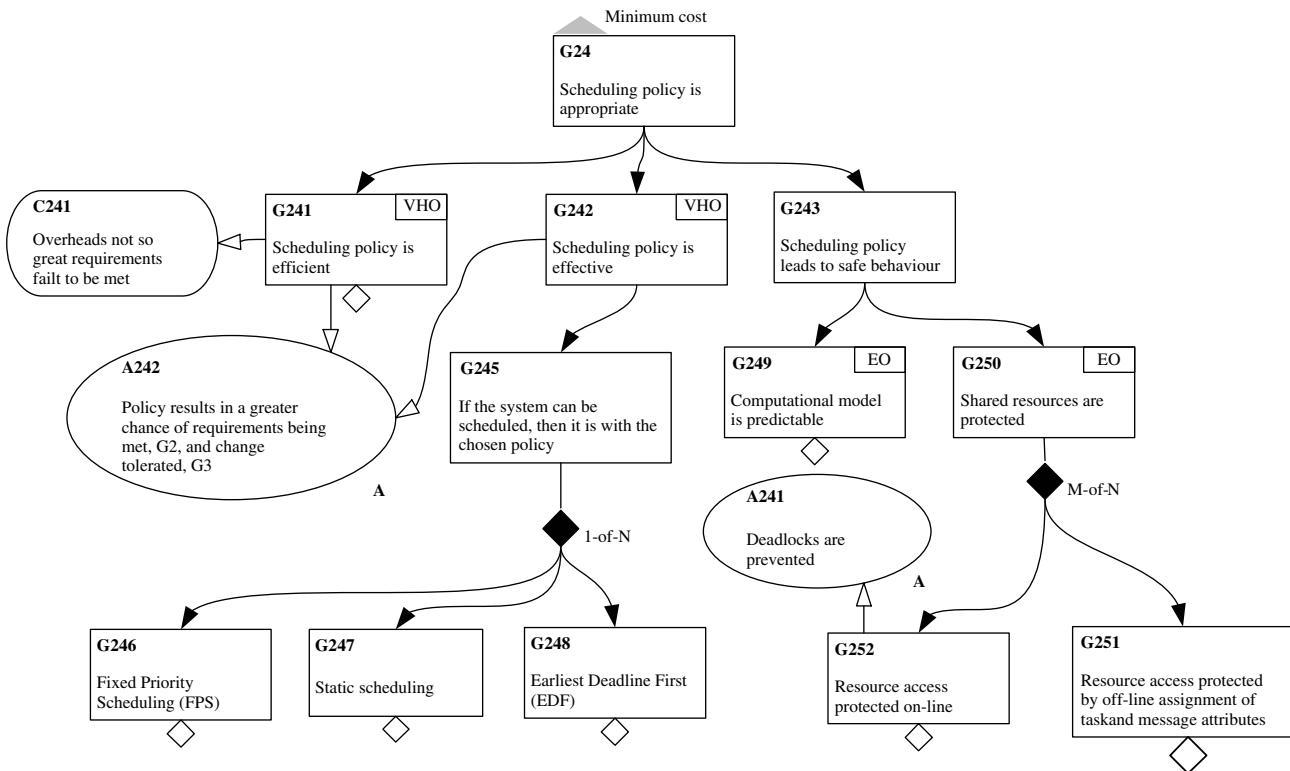 Minimum cost
G24
Scheduling policy is
appropriate
C241
Overheads not so
great requirements
failt to be met
G241
VHO
Scheduling policy is
efficient
G242
VHO
Scheduling policy is
effective
G243
Scheduling policy
leads to safe behaviour
A242
Policy results in a greater
chance of requirements being
met, G2, and change
tolerated, G3
A
G245
If the system can be
scheduled, then it is with the
chosen policy
G249
EO
Computational model
is predictable
G250
EO
Shared resources are
protected
A241
Deadlocks are
prevented
A
M-of-N
1-of-N
G246
Fixed Priority
Scheduling (FPS)
G247
Static scheduling
G248
Earliest Deadline First
(EDF)
G252
Resource access
protected on-line
G251
Resource access protected
by off-line assignment of
taskand message attributes